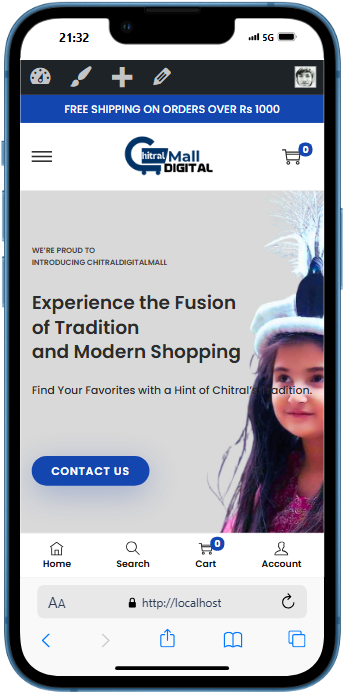 21:32
5G
FREE SHIPPING ON ORDERS OVER Rs 1000
Chitral Mall
DIGITAL
0
WE'RE PROUD TO
INTRODUCING CHITRALDIGITALMALL
Experience the Fusion
of Tradition
and Modern Shopping
Find Your Favorites with a Hint of Chitral's Tradition.
CONTACT US
0
Home Search Cart Account
AA http://localhost